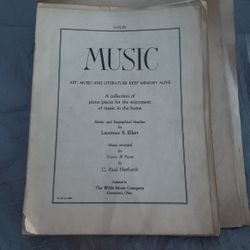 VIOLIN
MUSIC
ART, MUSIC AND LITERATURE KEEP MEMORY ALIVE
A collection of
piano pieces for the enjoyment
of music in the home
Stories and biographical sketches
by
Laurence B. Ellert
Music arranged
for
Violin & Piano
by
C. Paul Herfurth
Published by
The Willis Music Company
Cincinnati, Ohio